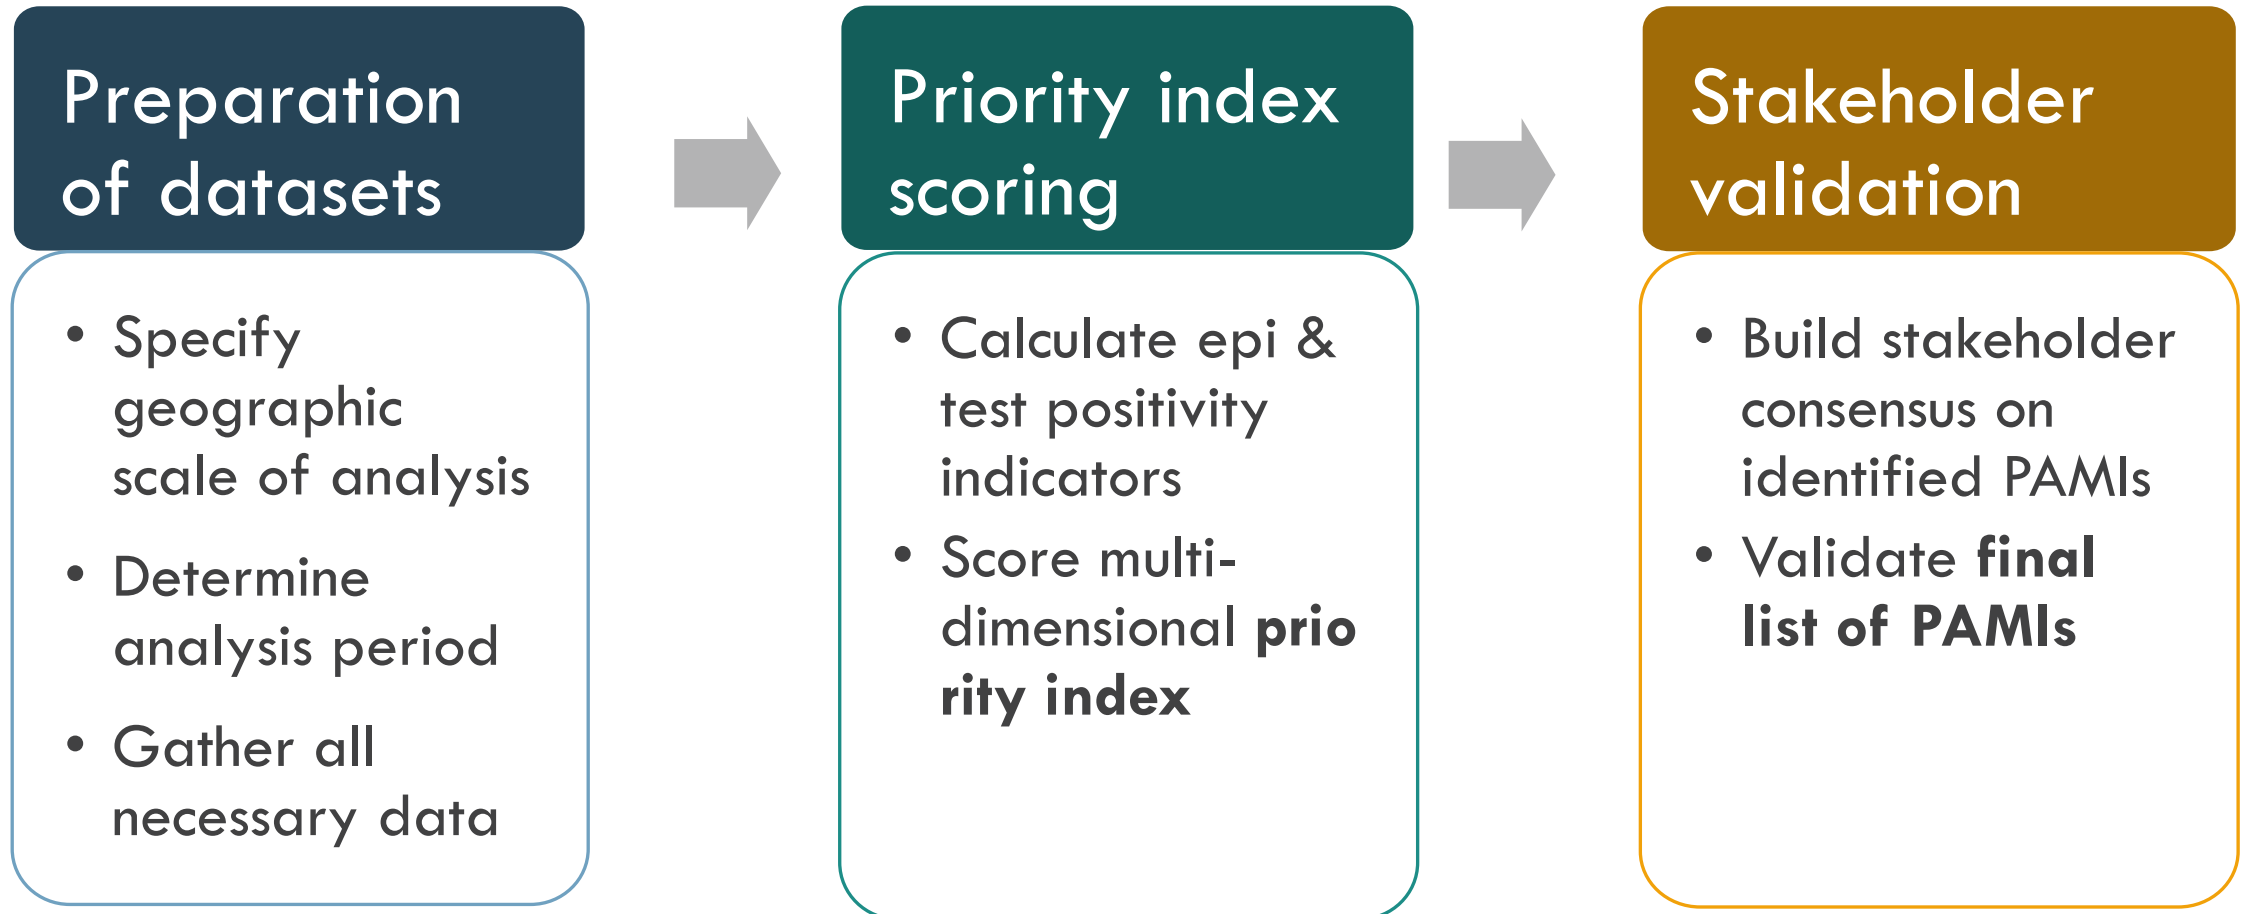 Preparation
of datasets
• Specify
geographic
scale of analysis
• Determine
analysis period
• Gather all
necessary data
Priority index
scoring
• Calculate epi &
test positivity
indicators
• Score multi-
dimensional prio
rity index
Stakeholder
validation
• Build stakeholder
consensus on
identified PAMIs
• Validate final
list of PAMIs